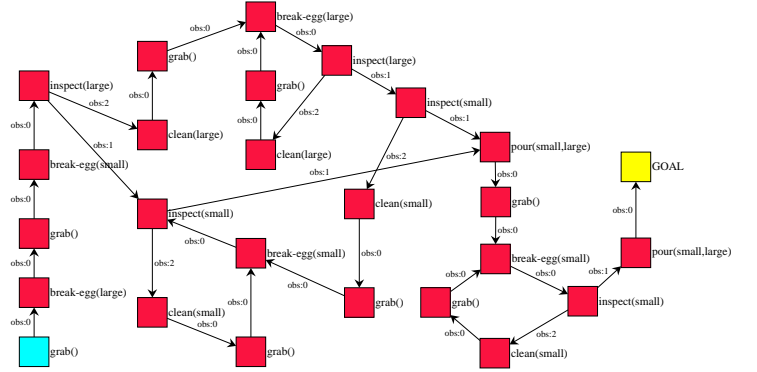 break-egg(large)
obs:0
obs:0
grab()
obs:0
inspect(large)
obs:1
inspect(large)
obs:2
obs:0
grab()
obs:2
inspect(small)
obs:1
obs:0
obs:0
clean(large)
obs:1
clean(large)
obs:2
pour(small,large)
break-egg(small)
obs:1
obs:0
GOAL
obs:0
inspect(small)
clean(small)
grab()
obs:0
grab()
obs:0
obs:0
obs:0
break-egg(small)
obs:0
pour(small,large)
obs:0
obs:2
break-egg(small)
obs:0
obs:0
obs:1
break-egg(large)
obs:0
obs:0
clean(small)
obs:0
grab()
grab()
inspect(small)
obs:0
obs:0
obs:2
grab()
grab()
clean(small)